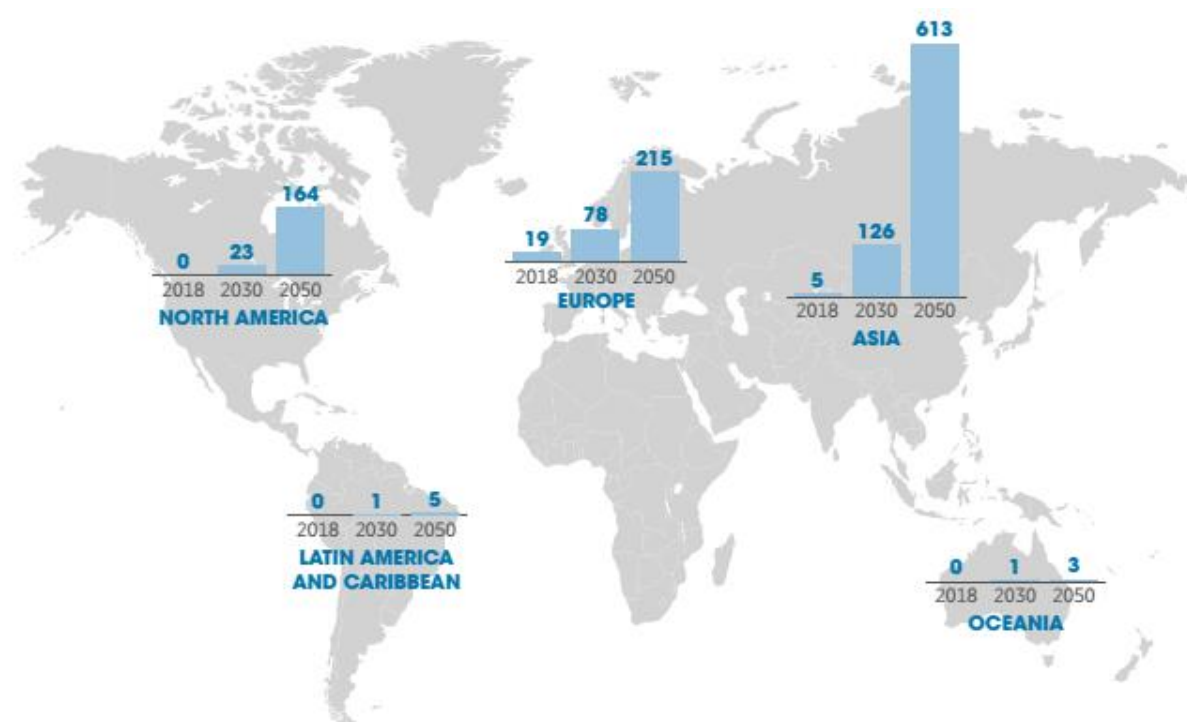 613
215
164
78
126
19
23
0
5
2018 2030 2050
2018 2030 2050
2018 2030 2050
EUROPE
NORTH AMERICA
ASIA
0 1 5
2018 2030 2050
LATIN AMERICA
AND CARIBBEAN
0 1 3
2018 2030 2050
OCEANIA